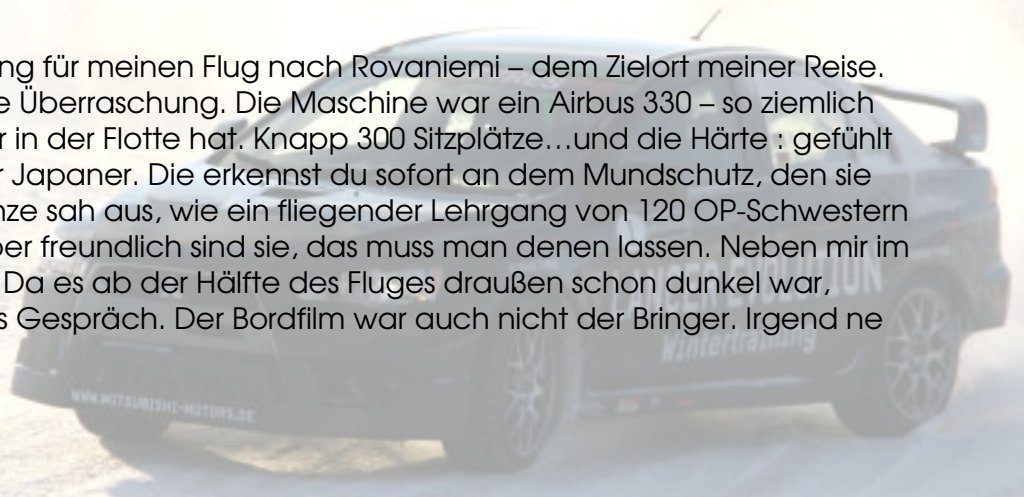 ng für meinen Flug nach Rovaniemi – dem Zielort meiner Reise.
e Überraschung. Die Maschine war ein Airbus 330 – so ziemlich
r in der Flotte hat. Knapp 300 Sitzplätze…und die Härte : gefühlt
r Japaner. Die erkennst du sofort an dem Mundschutz, den sie
nze sah aus, wie ein fliegender Lehrgang von 120 OP-Schwestern
ber freundlich sind sie, das muss man denen lassen. Neben mir im
Da es ab der Hälfte des Fluges draußen schon dunkel war,
s Gespräch. Der Bordfilm war auch nicht der Bringer. Irgend ne
LANCER EVOLUTION
Wintertraining
WWW.MITSUBISHI-MOTORS.DE